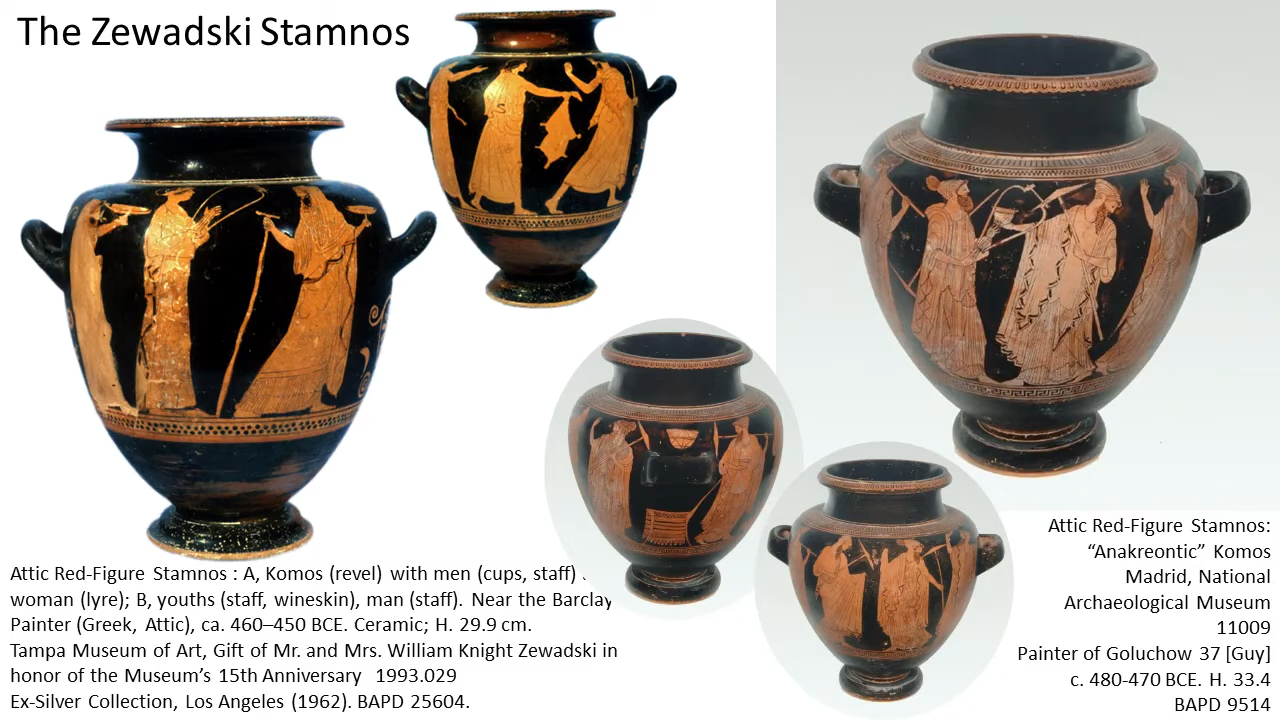 The Zewadski Stamnos
Attic Red-Figure Stamnos : A, Komos (revel) with men (cups, staff)
woman (lyre); B, youths (staff, wineskin), man (staff). Near the Barclay
Painter (Greek, Attic), ca. 460–450 BCE. Ceramic; H. 29.9 cm.
Tampa Museum of Art, Gift of Mr. and Mrs. William Knight Zewadski in
honor of the Museum’s 15th Anniversary 1993.029
Ex-Silver Collection, Los Angeles (1962). BAPD 25604.
Attic Red-Figure Stamnos:
“Anakreontic” Komos
Madrid, National
Archaeological Museum
11009
Painter of Goluchow 37 [Guy]
c. 480-470 BCE. H. 33.4
BAPD 9514